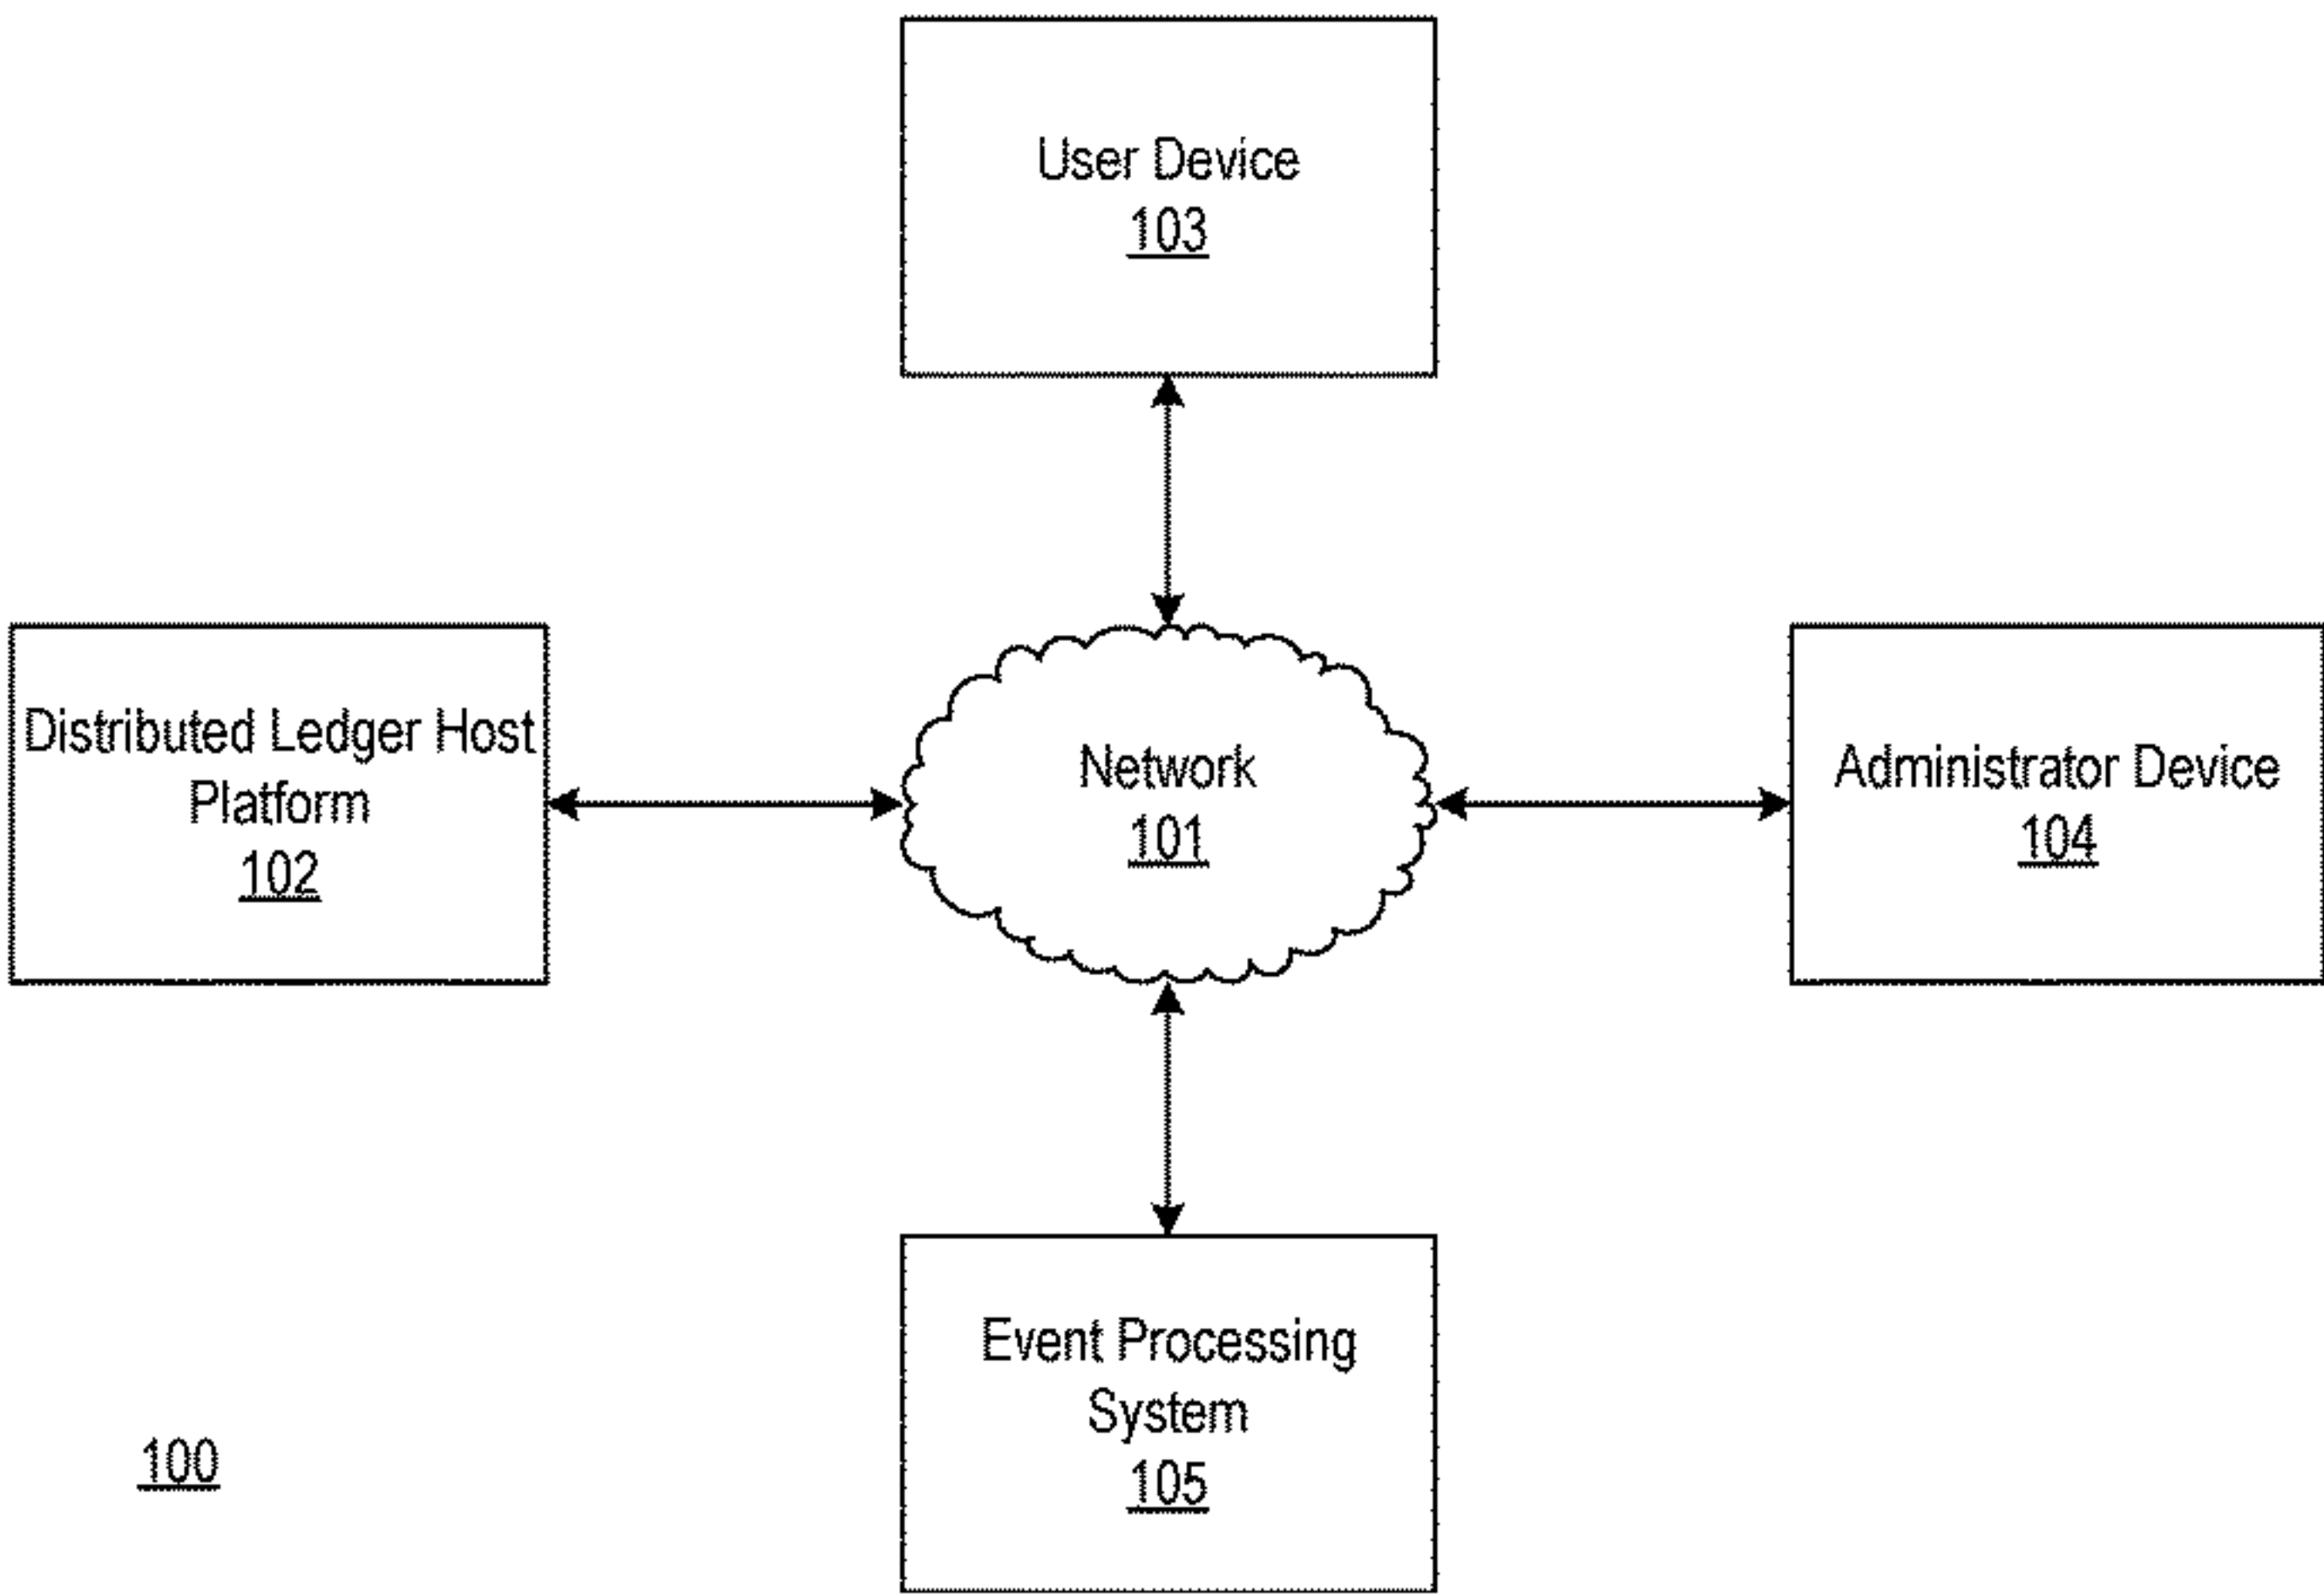 User Device
103
Distributed Ledger Host
Platform
102
Network
101
Administrator Device
104
Event Processing
System
105
100